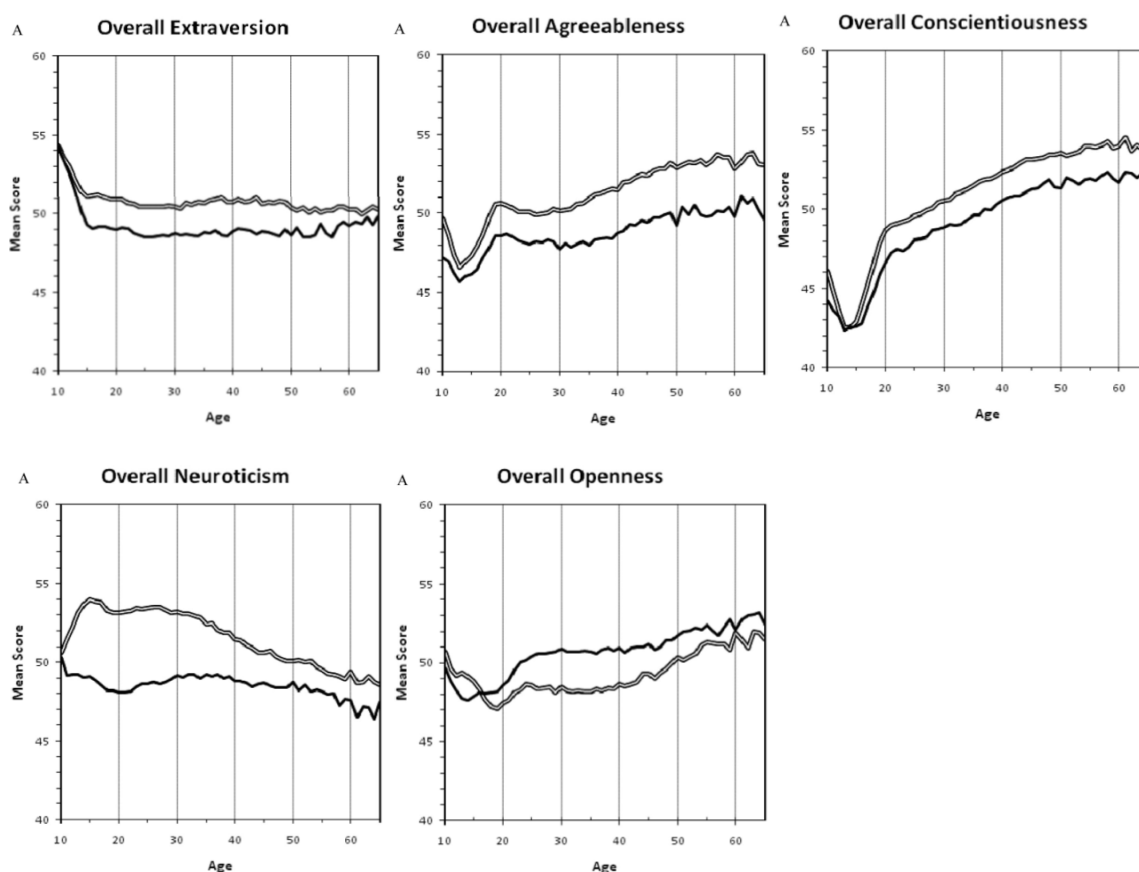 A Overall Extraversion
60
55
50
45
40
Mean Score
10 20 30 40 50 60
Age
A Overall Agreeableness
60
55
50
45
40
Mean Score
10 20 30 40 50 60
Age
A Overall Conscientiousness
60
55
50
45
40
Mean Score
10 20 30 40 50 60
Age
A Overall Neuroticism
60
55
50
45
40
Mean Score
10 20 30 40 50 60
Age
A Overall Openness
60
55
50
45
40
Mean Score
10 20 30 40 50 60
Age